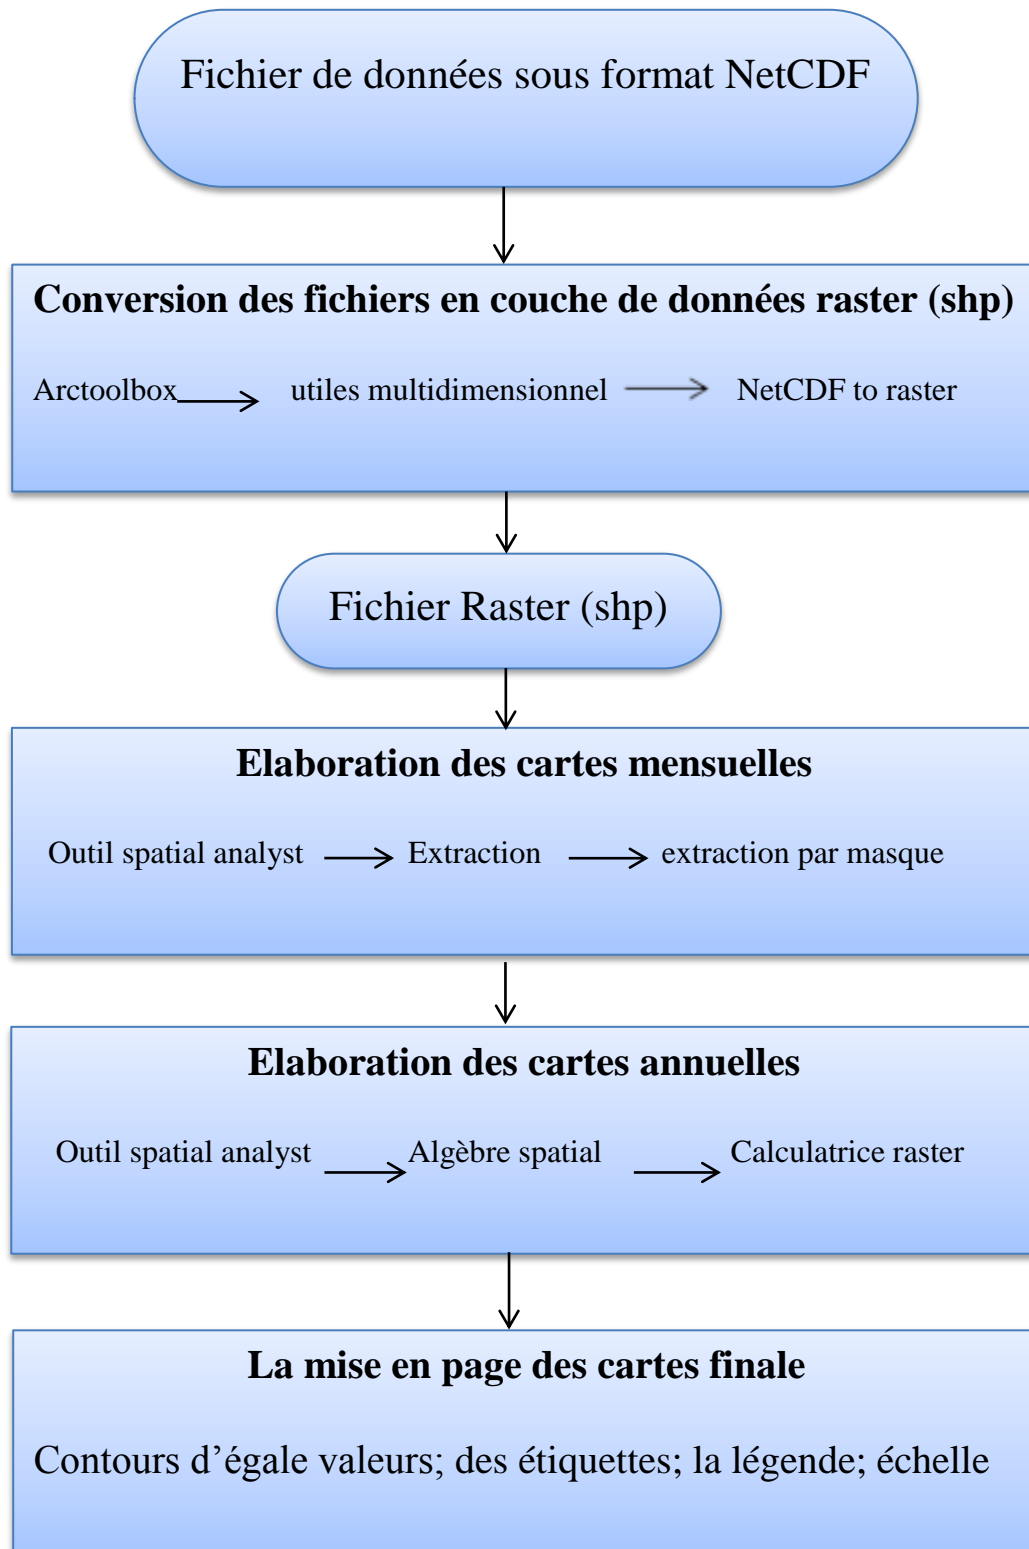 Fichier de données sous format NetCDF
Conversion des fichiers en couche de données raster (shp)
Arctoolbox utiles multidimensionnel NetCDF to raster
Fichier Raster (shp)
Elaboration des cartes mensuelles
Outil spatial analyst Extraction extraction par masque
Elaboration des cartes annuelles
Outil spatial analyst Algèbre spatial Calculatrice raster
La mise en page des cartes finale
Contours d’égale valeurs; des étiquettes; la légende; échelle